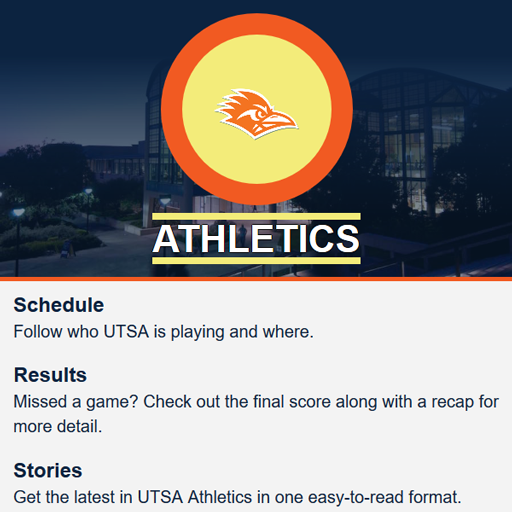 ATHLETICS
Schedule
Follow who UTSA is playing and where.
Results
Missed a game? Check out the final score along with a recap for
more detail.
Stories
Get the latest in UTSA Athletics in one easy-to-read format.